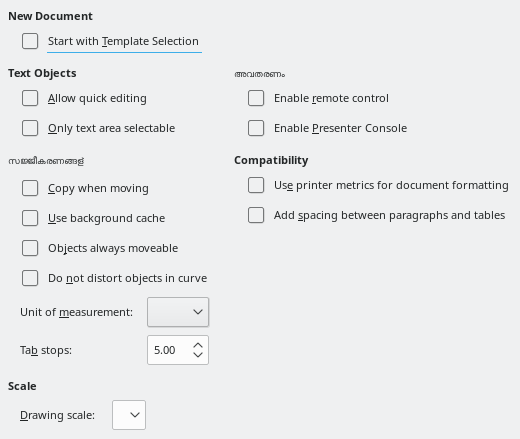 New Document
Start with Template Selection
Text Objects
Allow quick editing
Only text area selectable
സജ്ജീകരണങ്ങള്
Copy when moving
Use background cache
Objects always moveable
Do not distort objects in curve
Unit of measurement:
Tab stops:
5.00
Scale
Drawing scale:
അവതരണം
Enable remote control
Enable Presenter Console
Compatibility
Use printer metrics for document formatting
Add spacing between paragraphs and tables